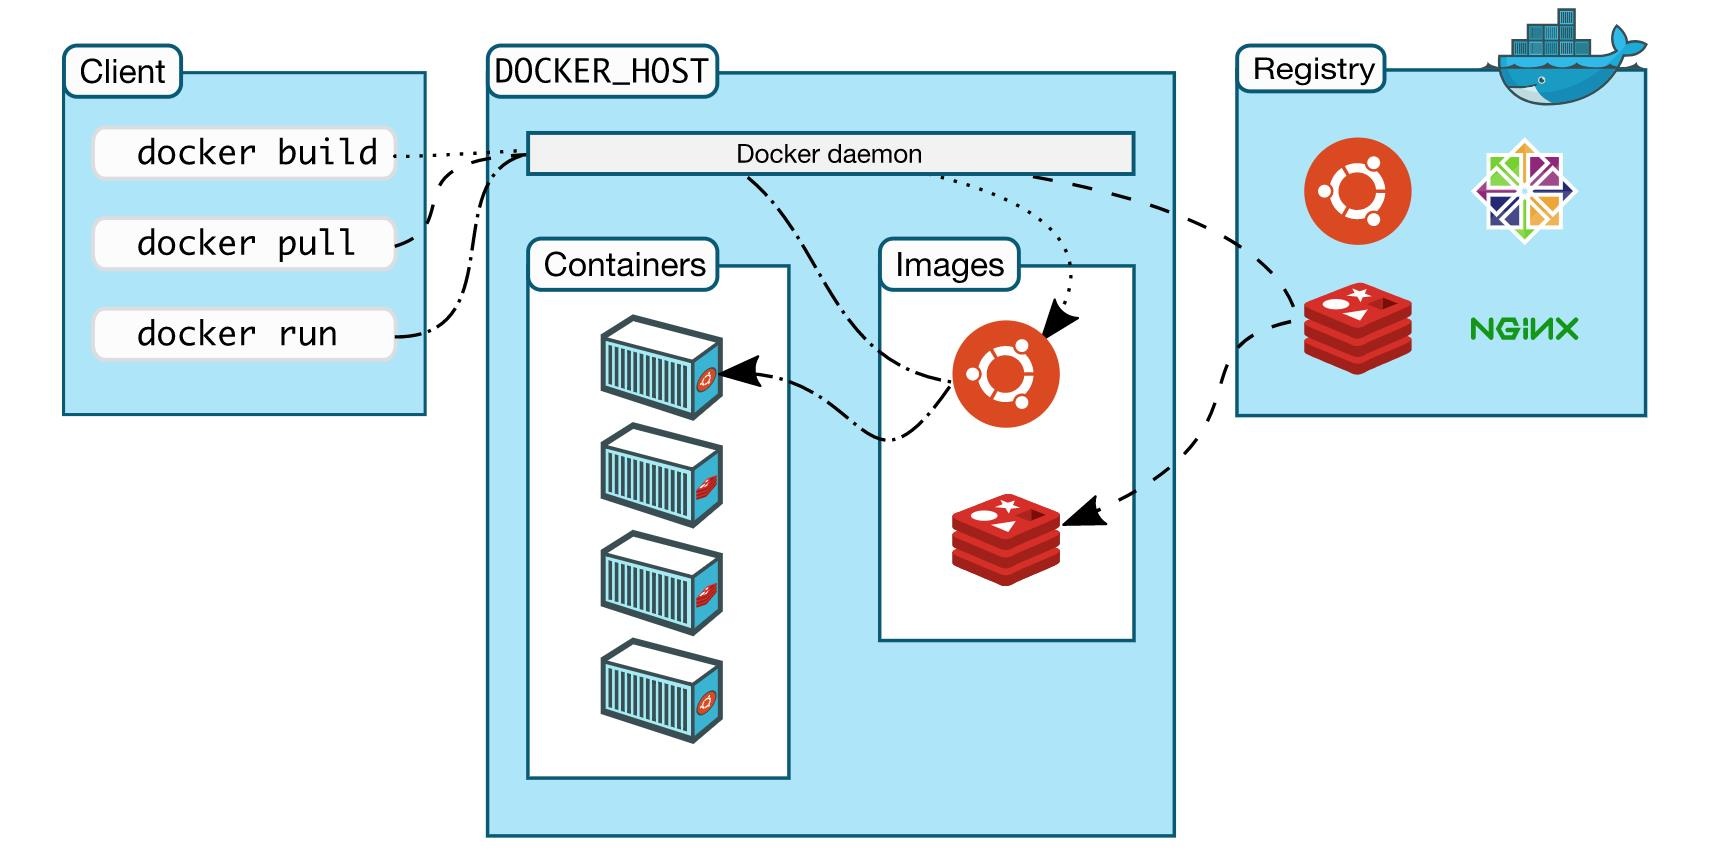 Client
docker build
docker pull
docker run
DOCKER_HOST
Docker daemon
Containers
Images
Registry
NGiNX